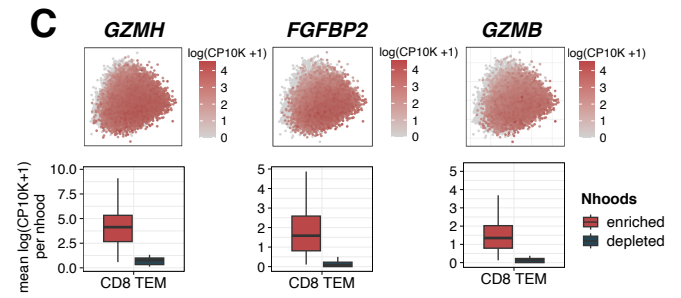 C
GZMH
FGFBP2
GZMB
log(CP10K +1)
4
3
2
1
0
log(CP10K +1)
4
3
2
1
0
log(CP10K +1)
4
3
2
1
0
mean log(CP10K+1)
per nhood
10.0
7.5
5.0
2.5
0.0
CD8 TEM
5
4
3
2
1
0
CD8 TEM
5
4
3
2
1
0
CD8 TEM
Nhoods
enriched
depleted